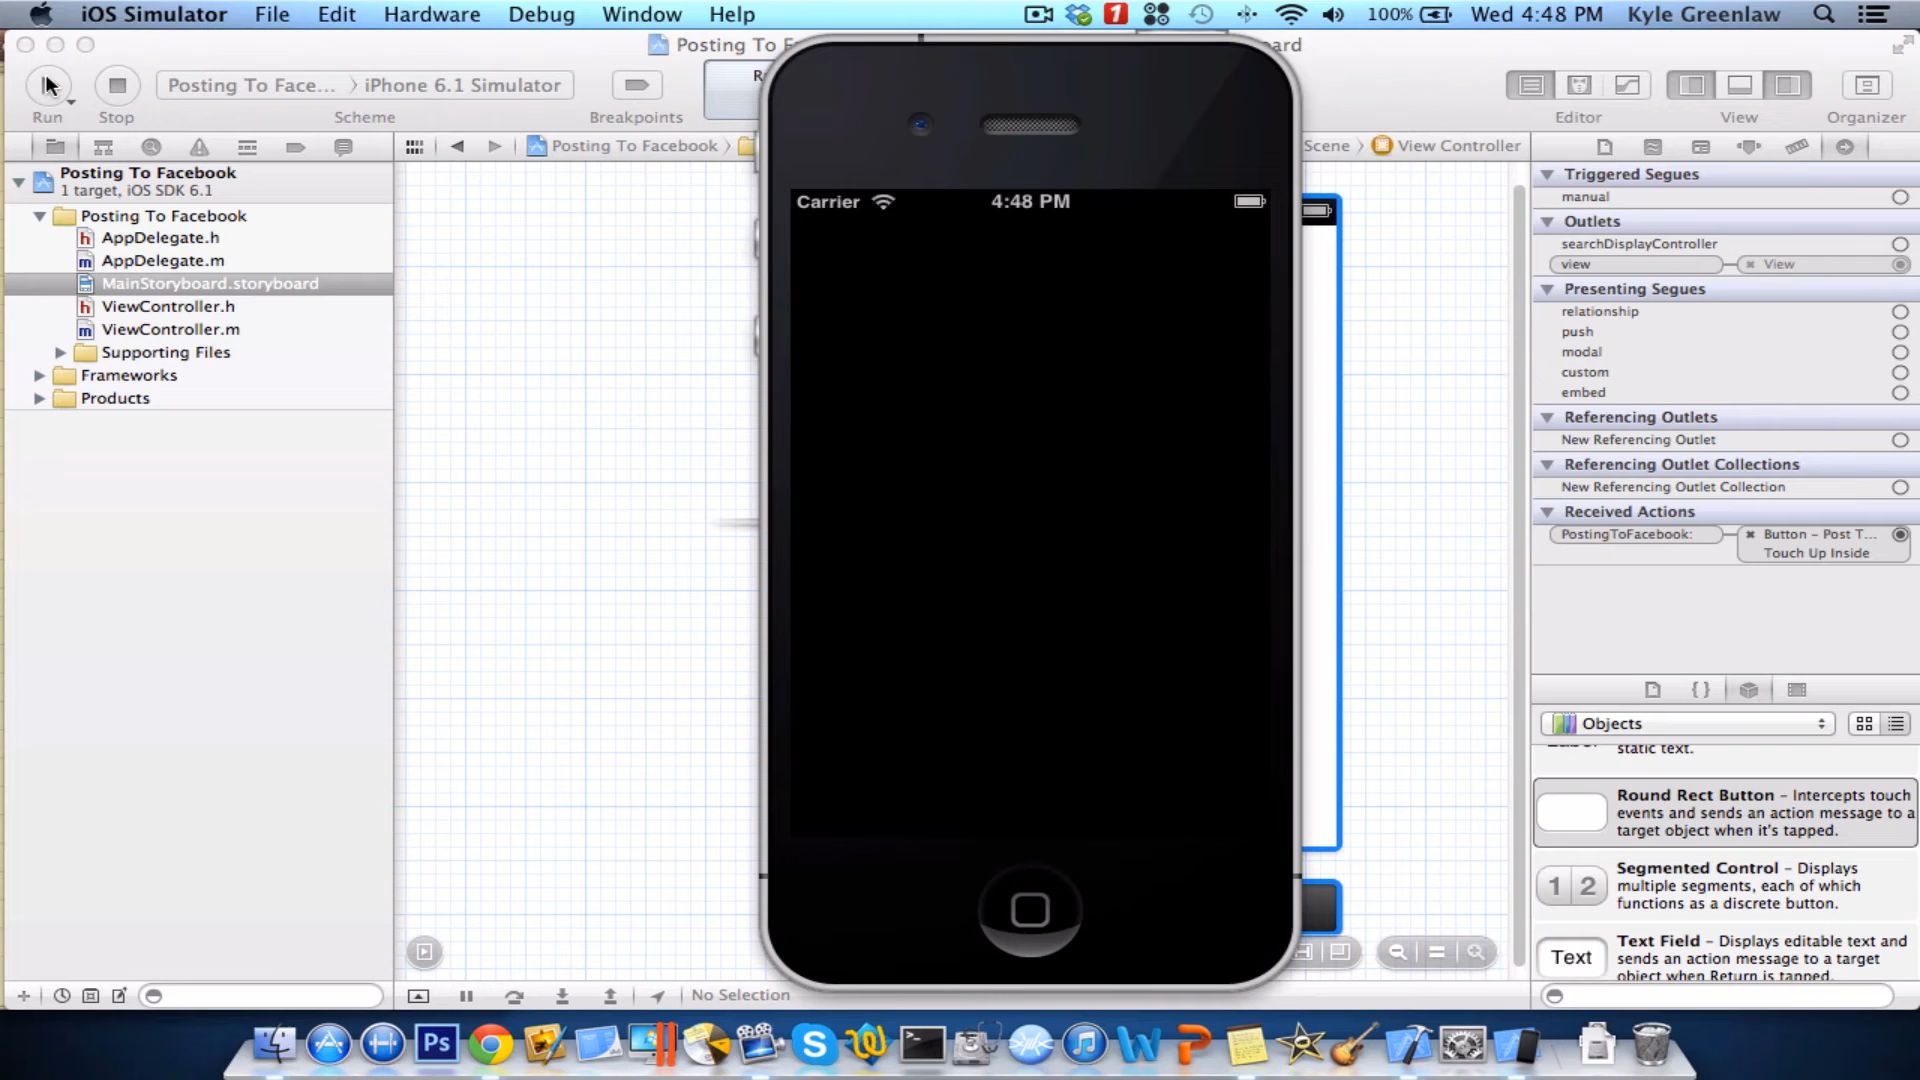 iOS Simulator File Edit Hardware Debug Window Help
1 100% Wed 4:48 PM Kyle Greenlaw
Posting To
Run Stop Scheme Breakpoints
Posting To Face... iPhone 6.1 Simulator
Editor View Organizer
Posting To Facebook
Scene View Controller
Posting To Facebook
1 target, iOS SDK 6.1
Posting To Facebook
h AppDelegate.h
m AppDelegate.m
MainStoryboard.storyboard
h ViewController.h
m ViewController.m
Supporting Files
Frameworks
Products
Carrier 4:48 PM
Triggered Segues
manual
Outlets
searchDisplayController
view View
Presenting Segues
relationship
push
modal
custom
embed
Referencing Outlets
New Referencing Outlet
Referencing Outlet Collections
New Referencing Outlet Collection
Received Actions
PostingToFacebook: Button – Post T...
Touch Up Inside
{ }
Objects
static text.
Round Rect Button – Intercepts touch
events and sends an action message to a
target object when it's tapped.
1 2
Segmented Control – Displays
multiple segments, each of which
functions as a discrete button.
Text
Text Field – Displays editable text and
sends an action message to a target
object when Return is tapped.
No Selection
Ps